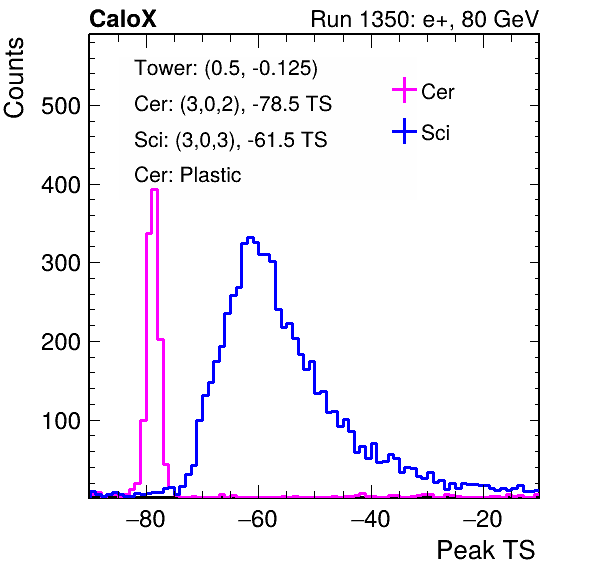 CaloX Run 1350: e+, 80 GeV
Counts
Tower: (0.5, -0.125)
Cer: (3,0,2), -78.5 TS
Sci: (3,0,3), -61.5 TS
Cer: Plastic
Cer
Sci
500
400
300
200
100
−80 −60 −40 −20
Peak TS